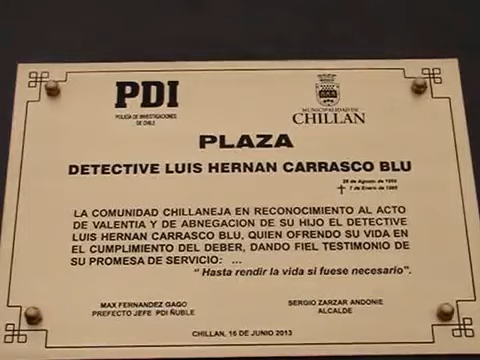 PDI
POLICIA DE INVESTIGACIONES
DE CHILE
MUNICIPALIDAD DE
CHILLAN
PLAZA
DETECTIVE LUIS HERNAN CARRASCO BLU
de Agosto de
7 de Enero de
LA COMUNIDAD CHILLANEJA EN RECONOCIMIENTO AL ACTO
DE VALENTIA Y DE ABNEGACION DE SU HIJO EL DETECTIVE
LUIS HERNAN CARRASCO BLU, QUIEN OFRENDO SU VIDA EN
EL CUMPLIMIENTO DEL DEBER, DANDO FIEL TESTIMONIO DE
SU PROMESA DE SERVICIO: ...
“ Hasta rendir la vida si fuese necesario”.
MAX FERNANDEZ GAGO
PREFECTO JEFE PDI ÑUBLE
SERGIO ZARZAR ANDONIE
ALCALDE
CHILLAN, 16 DE JUNIO 2013